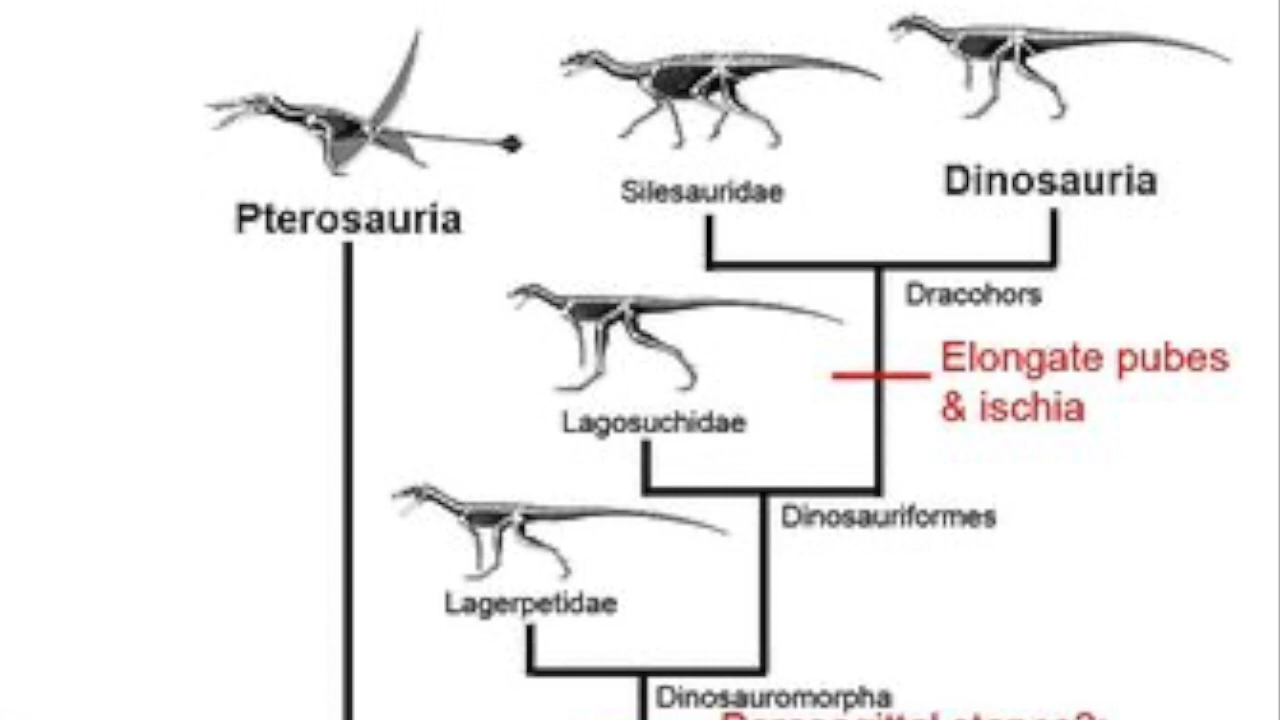 Silesauridae
Dinosauria
Pterosauria
Dracohors
Elongate pubes
& ischia
Lagosuchidae
Dinosauriformes
Lagerpetidae
Dinosauromorpha